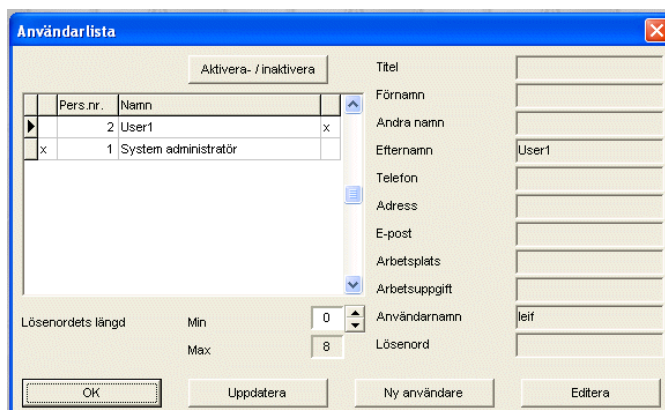 Användarlista
Aktivera- / inaktivera
Pers.nr. Namn
2 User1 x
x 1 System administratör
Lösenordets längd Min 0
Max 8
Titel
Förnamn
Andra namn
Efternamn User1
Telefon
Adress
E-post
Arbetsplats
Arbetsuppgift
Användarnamn leif
Lösenord
OK Uppdatera Ny användare Editera